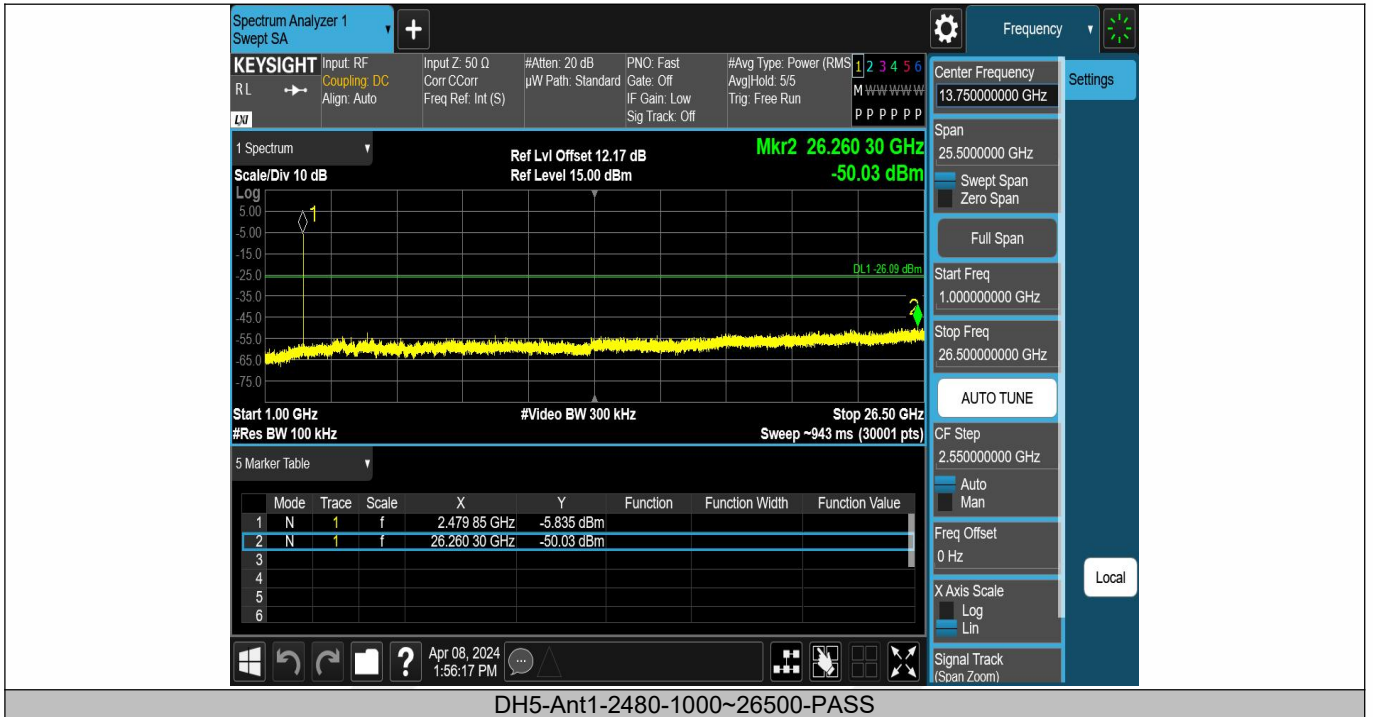 Spectrum Analyzer 1
Swept SA
Frequency
KEYSIGHT
RL
LXI
Input: RF
Coupling: DC
Align: Auto
Input Z: 50 Ω
Corr CCorr
Freq Ref: Int (S)
#Atten: 20 dB
µW Path: Standard
PNO: Fast
Gate: Off
IF Gain: Low
Sig Track: Off
#Avg Type: Power (RMS
Avg|Hold: 5/5
Trig: Free Run
1 2 3 4 5 6
M W W W W W
P P P P P P
1 Spectrum
Scale/Div 10 dB
Ref Lvl Offset 12.17 dB
Ref Level 15.00 dBm
Mkr2 26.260 30 GHz
-50.03 dBm
Log
5.00
-5.00
-15.0
-25.0
-35.0
-45.0
-55.0
-65.0
-75.0
1
DL1 -26.09 dBm
2
Start 1.00 GHz
#Video BW 300 kHz
Stop 26.50 GHz
#Res BW 100 kHz
Sweep ~943 ms (30001 pts)
5 Marker Table
Mode Trace Scale X Y Function Function Width Function Value
1 N 1 f 2.479 85 GHz -5.835 dBm
2 N 1 f 26.260 30 GHz -50.03 dBm
3
4
5
6
Apr 08, 2024
1:56:17 PM
Center Frequency
13.750000000 GHz
Settings
Span
25.5000000 GHz
Swept Span
Zero Span
Full Span
Start Freq
1.000000000 GHz
Stop Freq
26.500000000 GHz
AUTO TUNE
CF Step
2.550000000 GHz
Auto
Man
Freq Offset
0 Hz
Local
X Axis Scale
Log
Lin
Signal Track
(Span Zoom)
DH5-Ant1-2480-1000~26500-PASS